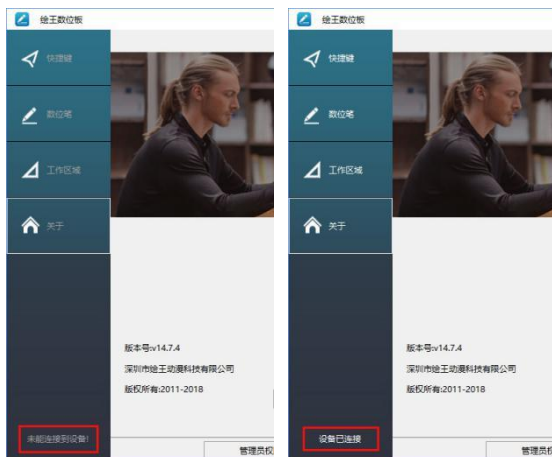 绘王数位板
快捷键
数位笔
工作区域
关于
版本号:v14.7.4
深圳市绘王动漫科技有限公司
版权所有:2011-2018
未能连接到设备!
管理员权
绘王数位板
快捷键
数位笔
工作区域
关于
版本号:v14.7.4
深圳市绘王动漫科技有限公司
版权所有:2011-2018
设备已连接
管理员权